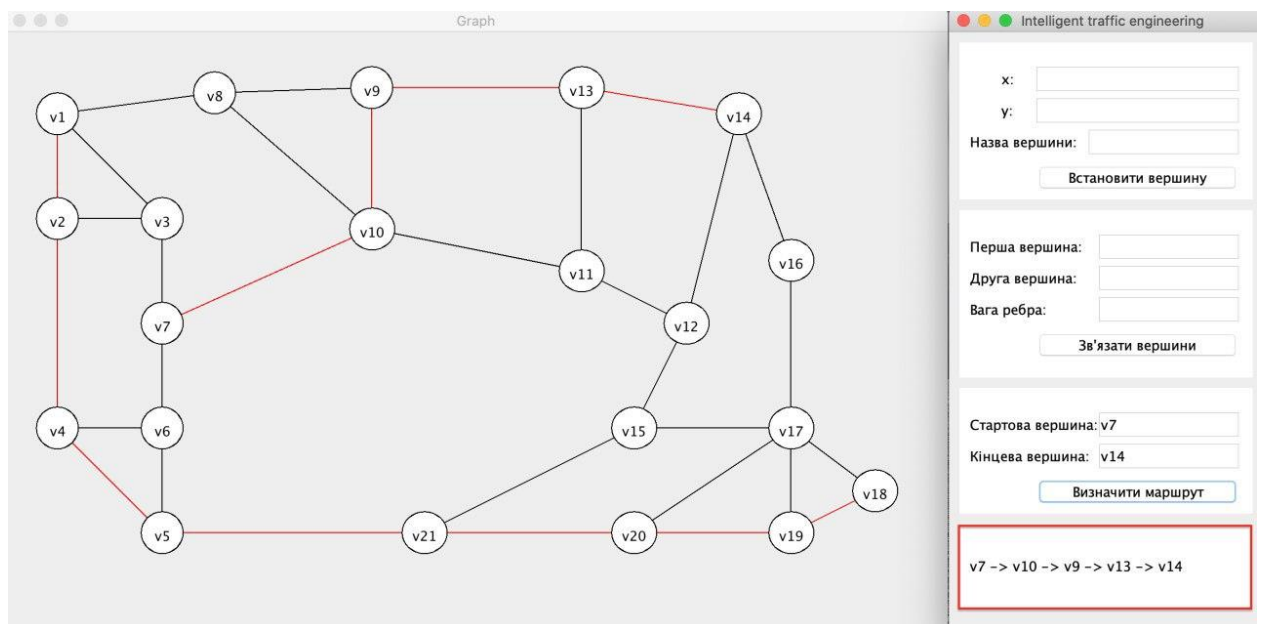 Graph
v1
v8
v9
v13
v14
v2
v3
v10
v16
v11
v7
v12
v4
v6
v15
v17
v18
v5
v21
v20
v19
Intelligent traffic engineering
x:
y:
Назва вершини:
Встановити вершину
Перша вершина:
Друга вершина:
Вага ребра:
Зв'язати вершини
Стартова вершина: v7
Кінцева вершина: v14
Визначити маршрут
v7 -> v10 -> v9 -> v13 -> v14